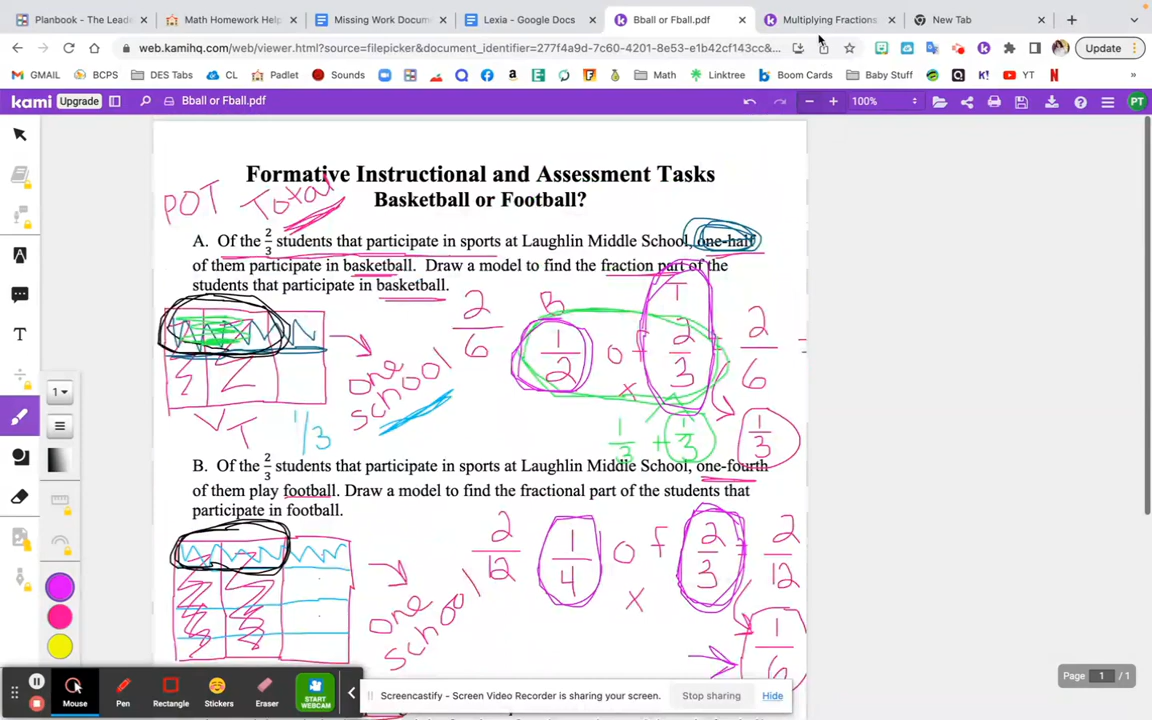 Planbook - The Leade
Math Homework Help
Missing Work Docum
Lexia - Google Docs
Bball or Fball.pdf
Multiplying Fractions.
New Tab
web.kamihq.com/web/viewer.html?source=filepicker&document_identifier=277f4a9d-7c60-4201-8e53-e1b42cf143cc&...
Update
GMAIL
BCPS
DES Tabs
CL
Padlet
Sounds
Math
Linktree
Boom Cards
Baby Stuff
YT
kami
Upgrade
Bball or Fball.pdf
100%
PT
Formative Instructional and Assessment Tasks
Basketball or Football?
POT Total
A. Of the 2/3 students that participate in sports at Laughlin Middle School, one-half
of them participate in basketball. Draw a model to find the fraction part of the
students that participate in basketball.
B T
2/6 1/2 of 2/3 = 2/6 =
x
one school
T 1/3
1/3 + 1/3 1/3
B. Of the 2/3 students that participate in sports at Laughlin Middle School, one-fourth
of them play football. Draw a model to find the fractional part of the students that
participate in football.
2/12 1/4 of 2/3 = 2/12
x
one school
1/6
1
T
Page 1 / 1
Mouse
Pen
Rectangle
Stickers
Eraser
START WEBCAM
Screencastify - Screen Video Recorder is sharing your screen.
Stop sharing
Hide